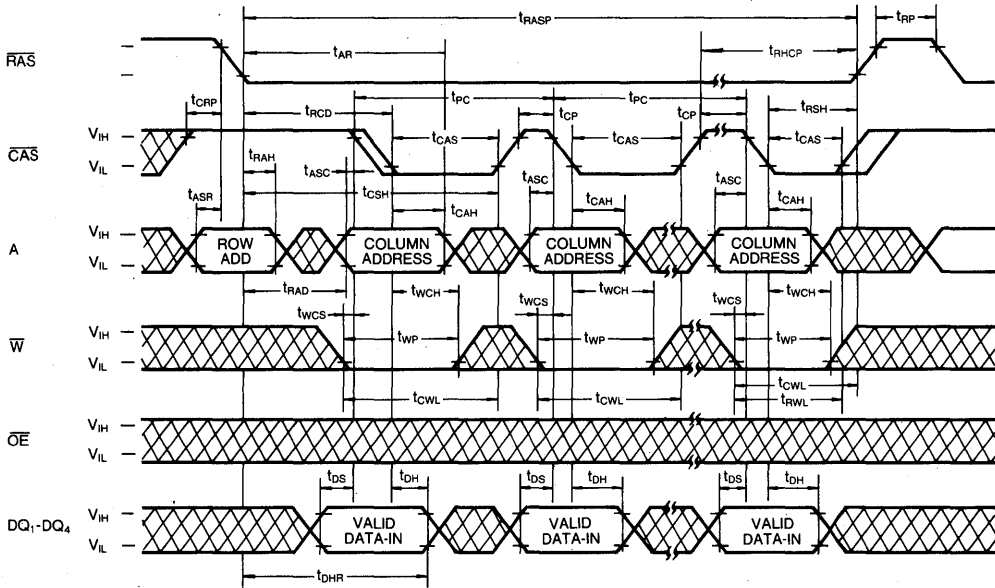 tRASP
tRP
RAS
tAR
tRHCP
tCRP
tRCD
tPC
tPC
tCP
tCP
tRSH
CAS
VIH
VIL
tCAS
tCAS
tCAS
tRAH
tASC
tCSH
tASC
tASC
tASR
tCAH
tCAH
tCAH
A
VIH
VIL
ROW
ADD
COLUMN
ADDRESS
COLUMN
ADDRESS
COLUMN
ADDRESS
tRAD
tWCH
tWCH
tWCH
tWCS
tWCS
tWCS
W
VIH
VIL
tWP
tWP
tWP
tCWL
tCWL
tCWL
tRWL
OE
VIH
VIL
tDS
tDH
tDS
tDH
tDS
tDH
DQ1-DQ4
VIH
VIL
VALID
DATA-IN
VALID
DATA-IN
VALID
DATA-IN
tDHR